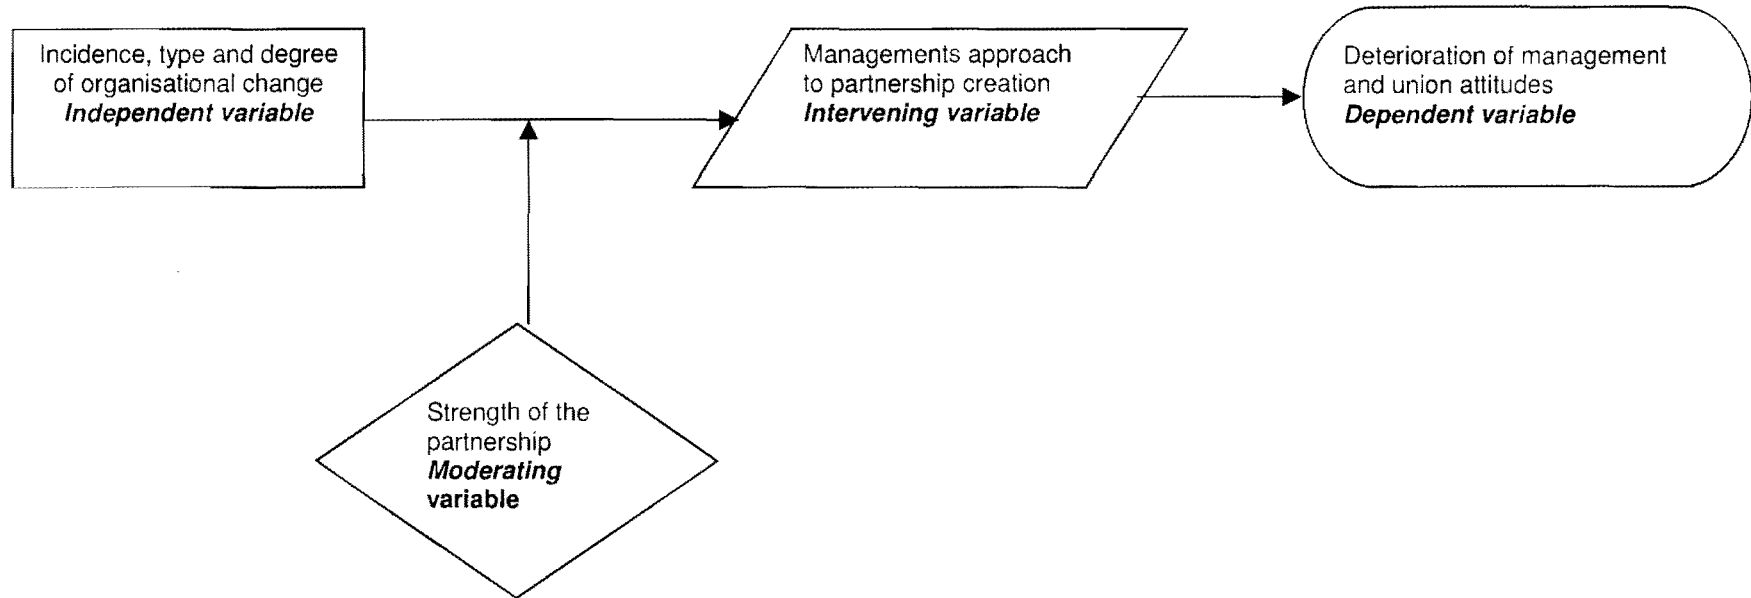 Incidence, type and degree
of organisational change
Independent variable
Managements approach
to partnership creation
Intervening variable
Deterioration of management
and union attitudes
Dependent variable
Strength of the
partnership
Moderating
variable